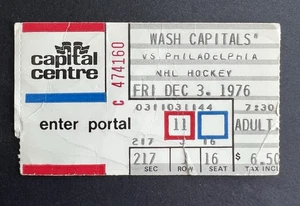 WASH CAPITALS*
VS PHILADELPHIA
NHL HOCKEY
FRI DEC 3, 1976
capital
centre
C 474160
0311031144 7:30
enter portal 11 ADULT
217 J 16
217 16 $ 6.50
SEC ROW SEAT TAX